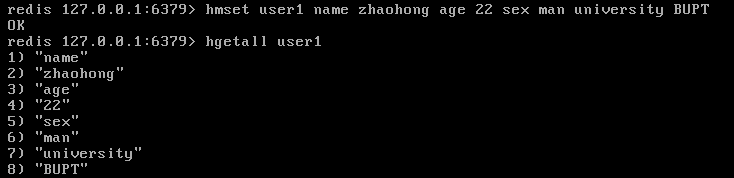 redis 127.0.0.1:6379> hmset user1 name zhaohong age 22 sex man university BUPT
OK
redis 127.0.0.1:6379> hgetall user1
1) "name"
2) "zhaohong"
3) "age"
4) "22"
5) "sex"
6) "man"
7) "university"
8) "BUPT"